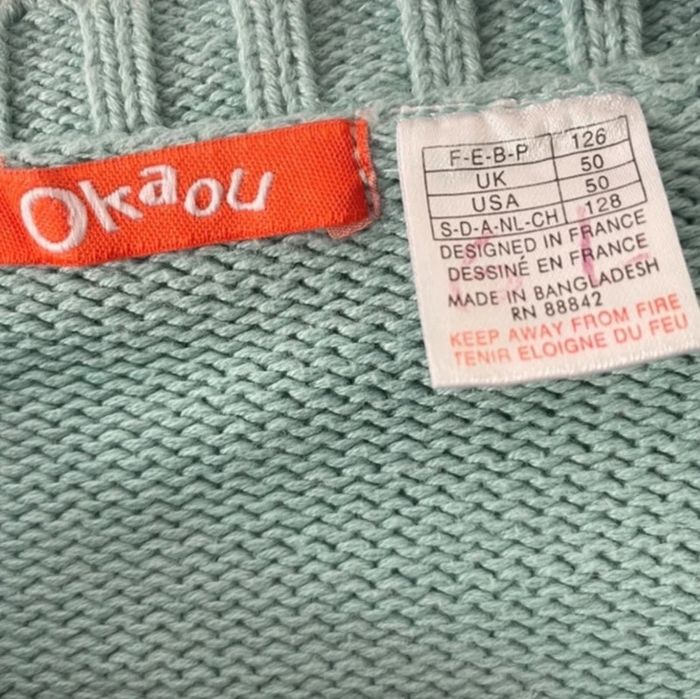 Okaou
F-E-B-P 126
UK 50
USA 50
S-D-A-NL-CH 128
DESIGNED IN FRANCE
DESSINÉ EN FRANCE
MADE IN BANGLADESH
RN 88842
KEEP AWAY FROM FIRE
TENIR ELOIGNE DU FEU